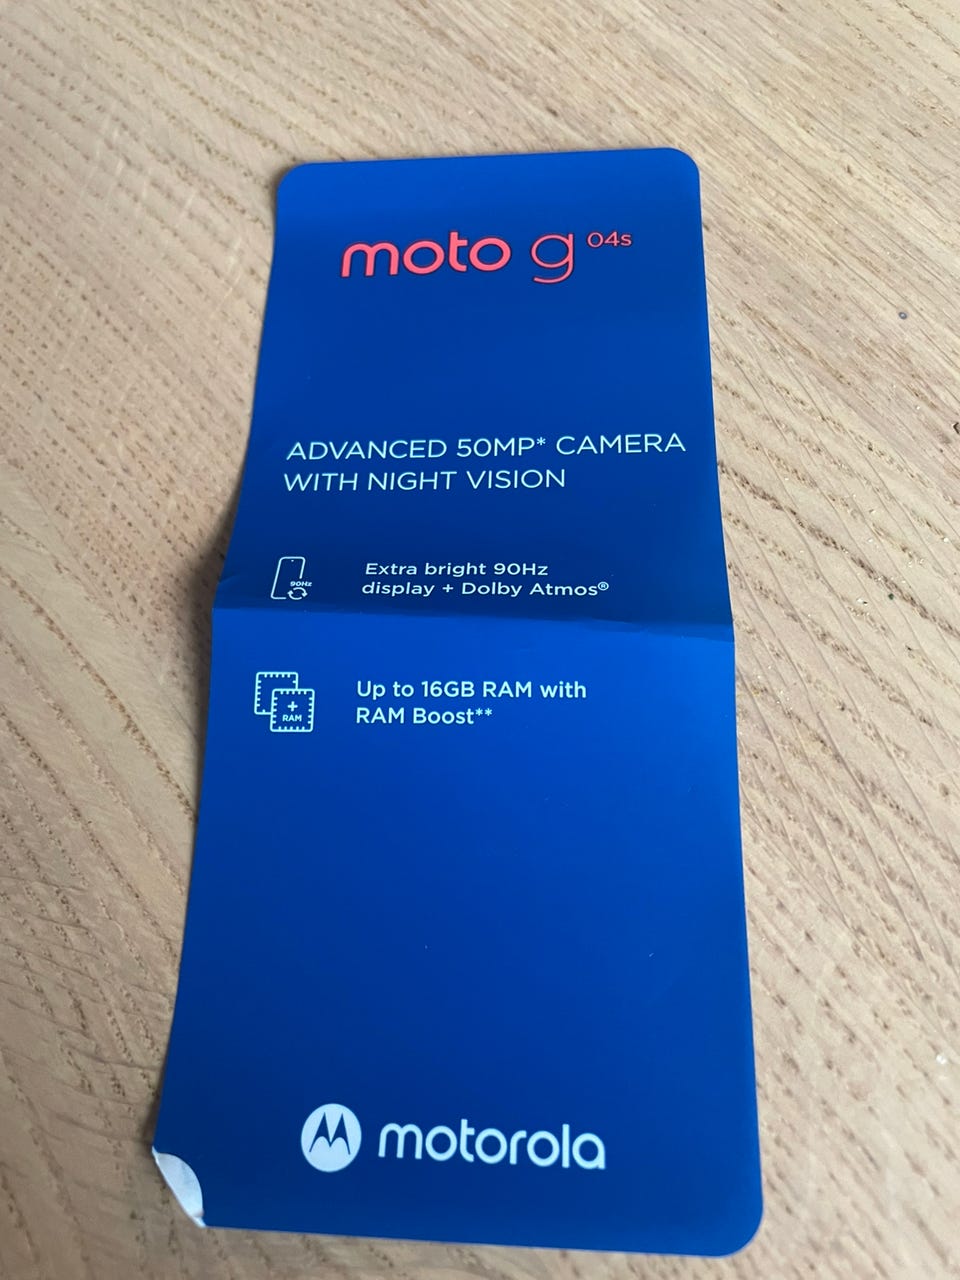 moto g 04s
ADVANCED 50MP* CAMERA
WITH NIGHT VISION
90Hz
Extra bright 90Hz
display + Dolby Atmos®
+
RAM
Up to 16GB RAM with
RAM Boost**
motorola